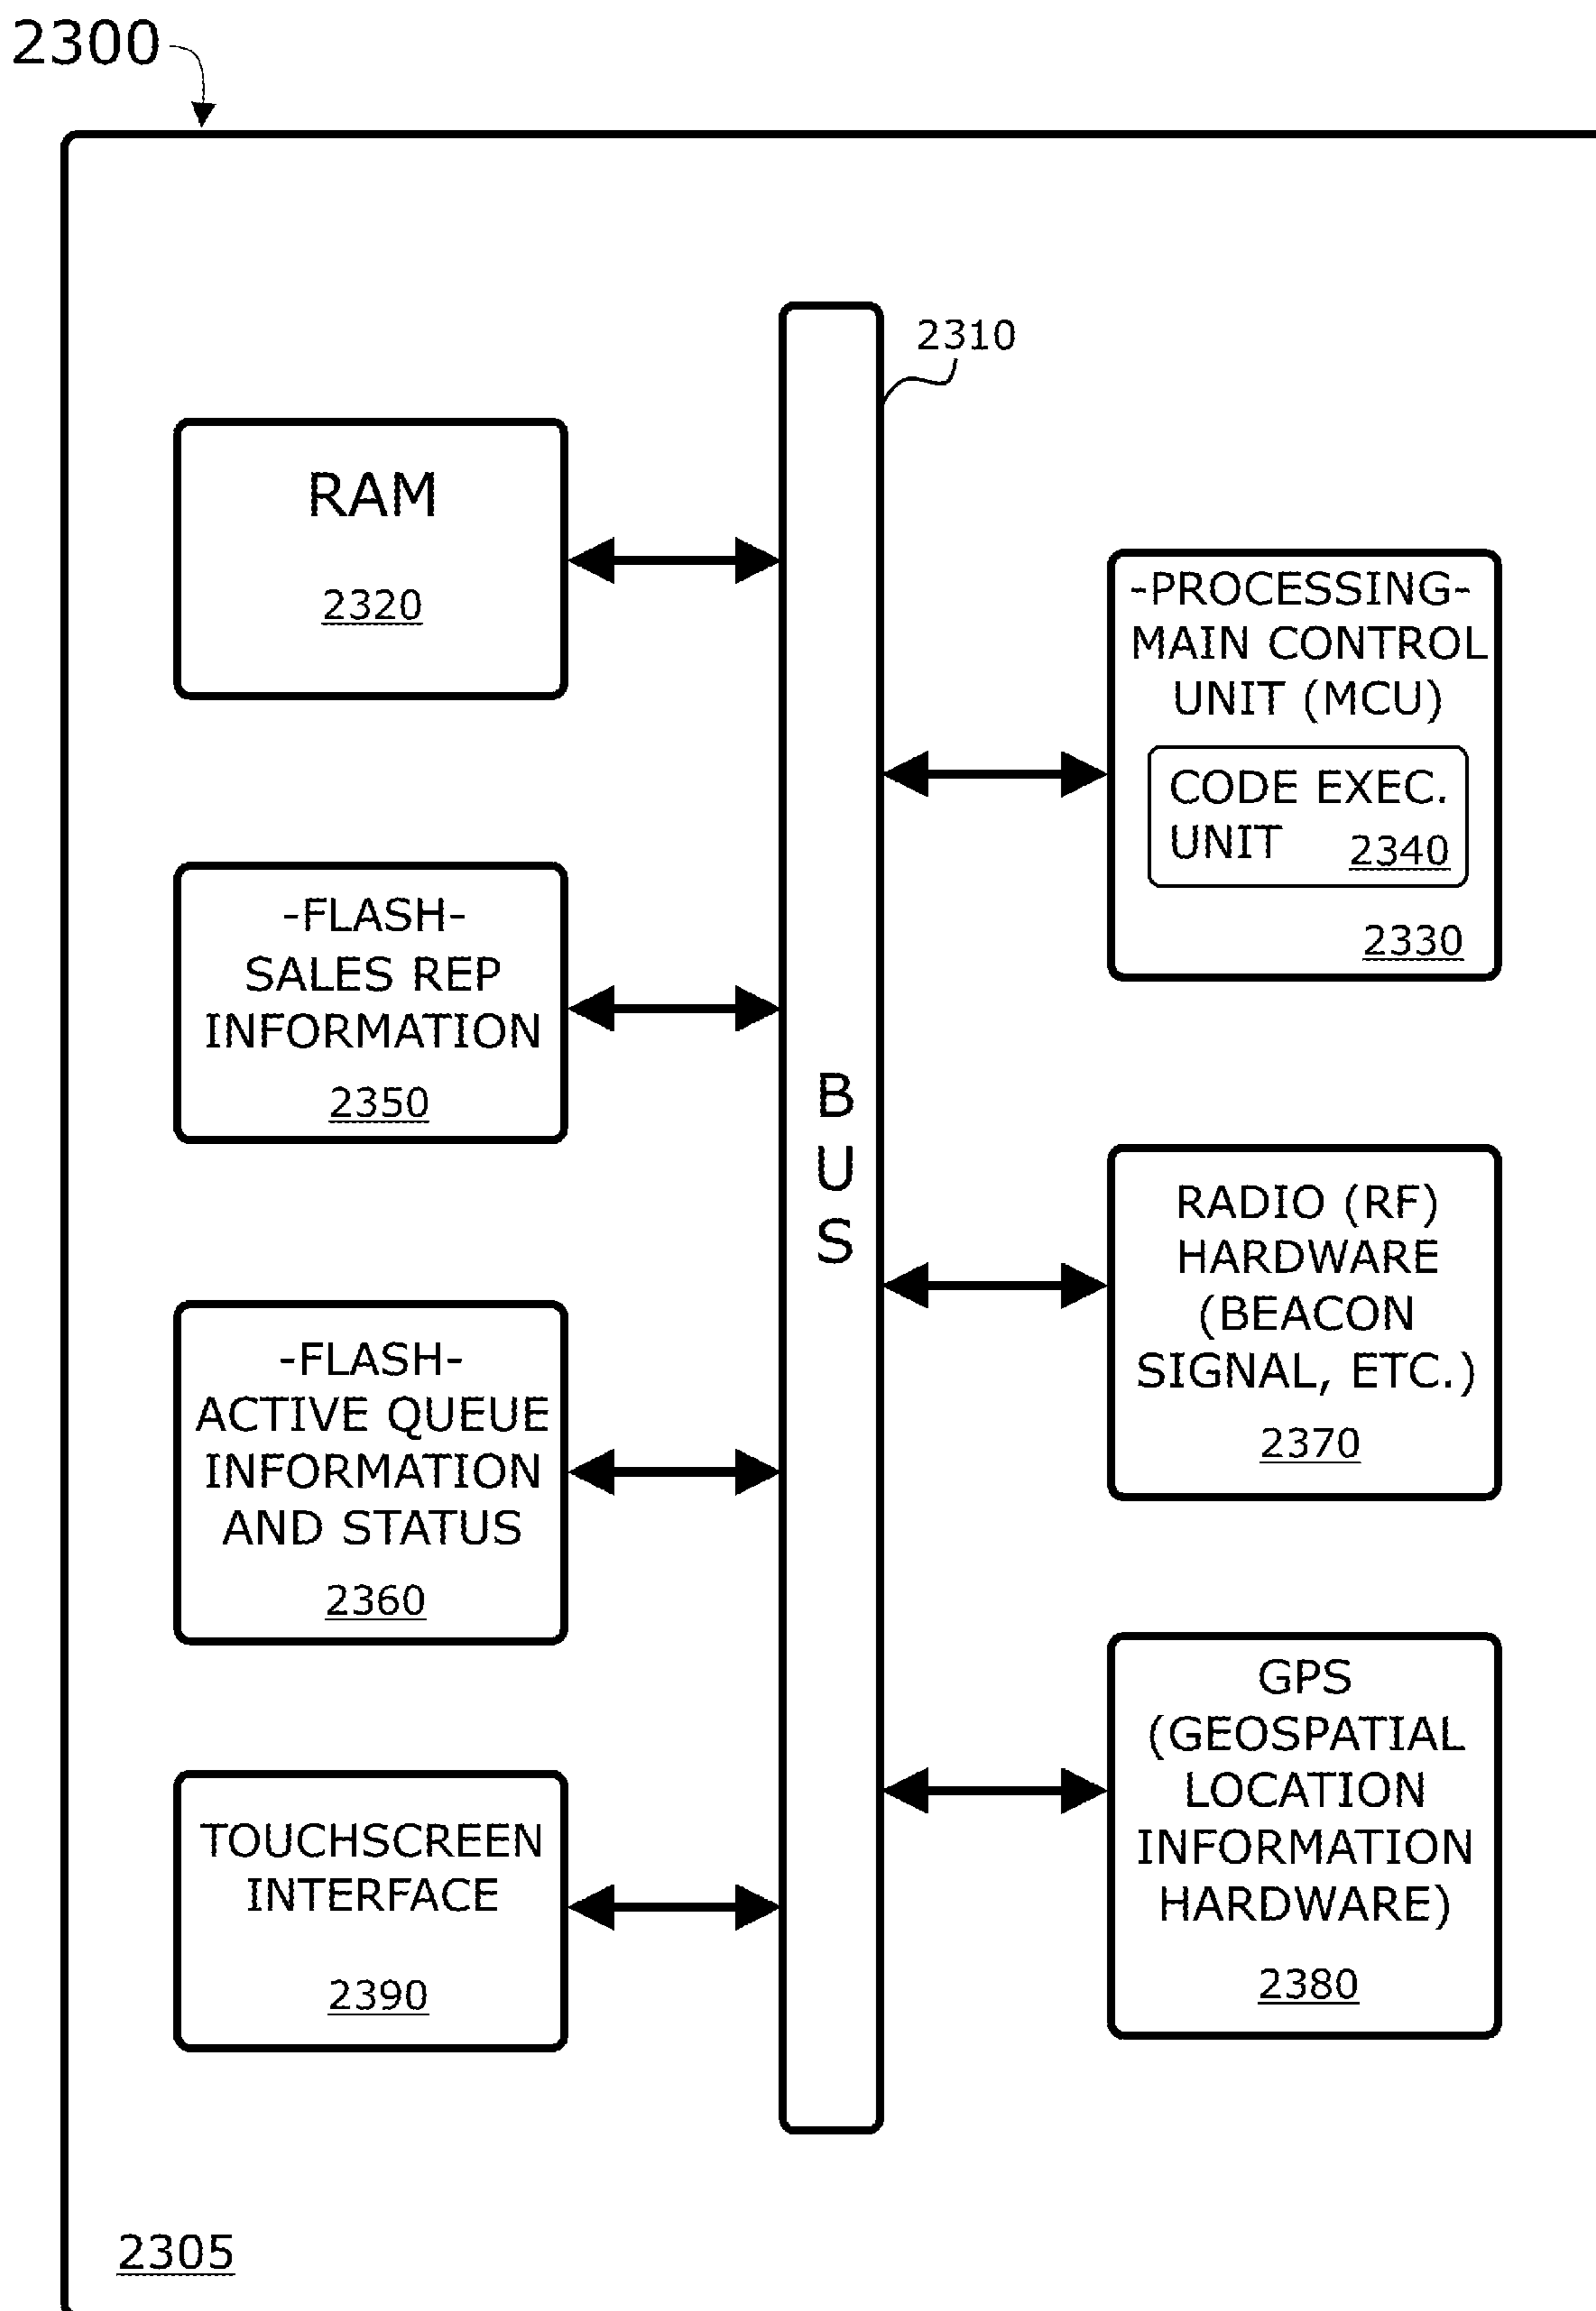 2300
2310
RAM
2320
-FLASH-
SALES REP
INFORMATION
2350
-FLASH-
ACTIVE QUEUE
INFORMATION
AND STATUS
2360
TOUCHSCREEN
INTERFACE
2390
B
U
S
-PROCESSING-
MAIN CONTROL
UNIT (MCU)
CODE EXEC.
UNIT 2340
2330
RADIO (RF)
HARDWARE
(BEACON
SIGNAL, ETC.)
2370
GPS
(GEOSPATIAL
LOCATION
INFORMATION
HARDWARE)
2380
2305